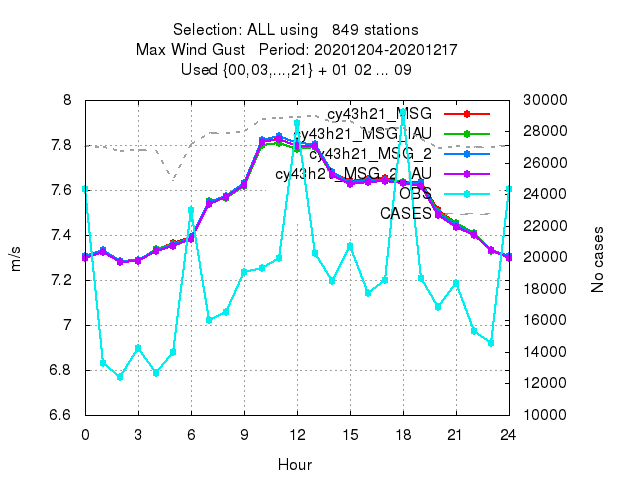 Selection: ALL using   849 stations
Max Wind Gust   Period: 20201204-20201217
Used {00,03,...,21} + 01 02 ... 09
8
7.8
7.6
7.4
7.2
7
6.8
6.6
30000
28000
26000
24000
22000
20000
18000
16000
14000
12000
10000
cy43h21_MSG
cy43h21_MSG_IAU
cy43h21_MSG_2
cy43h21_MSG_2_IAU
OBS
CASES
m/s
No cases
0 3 6 9 12 15 18 21 24
Hour